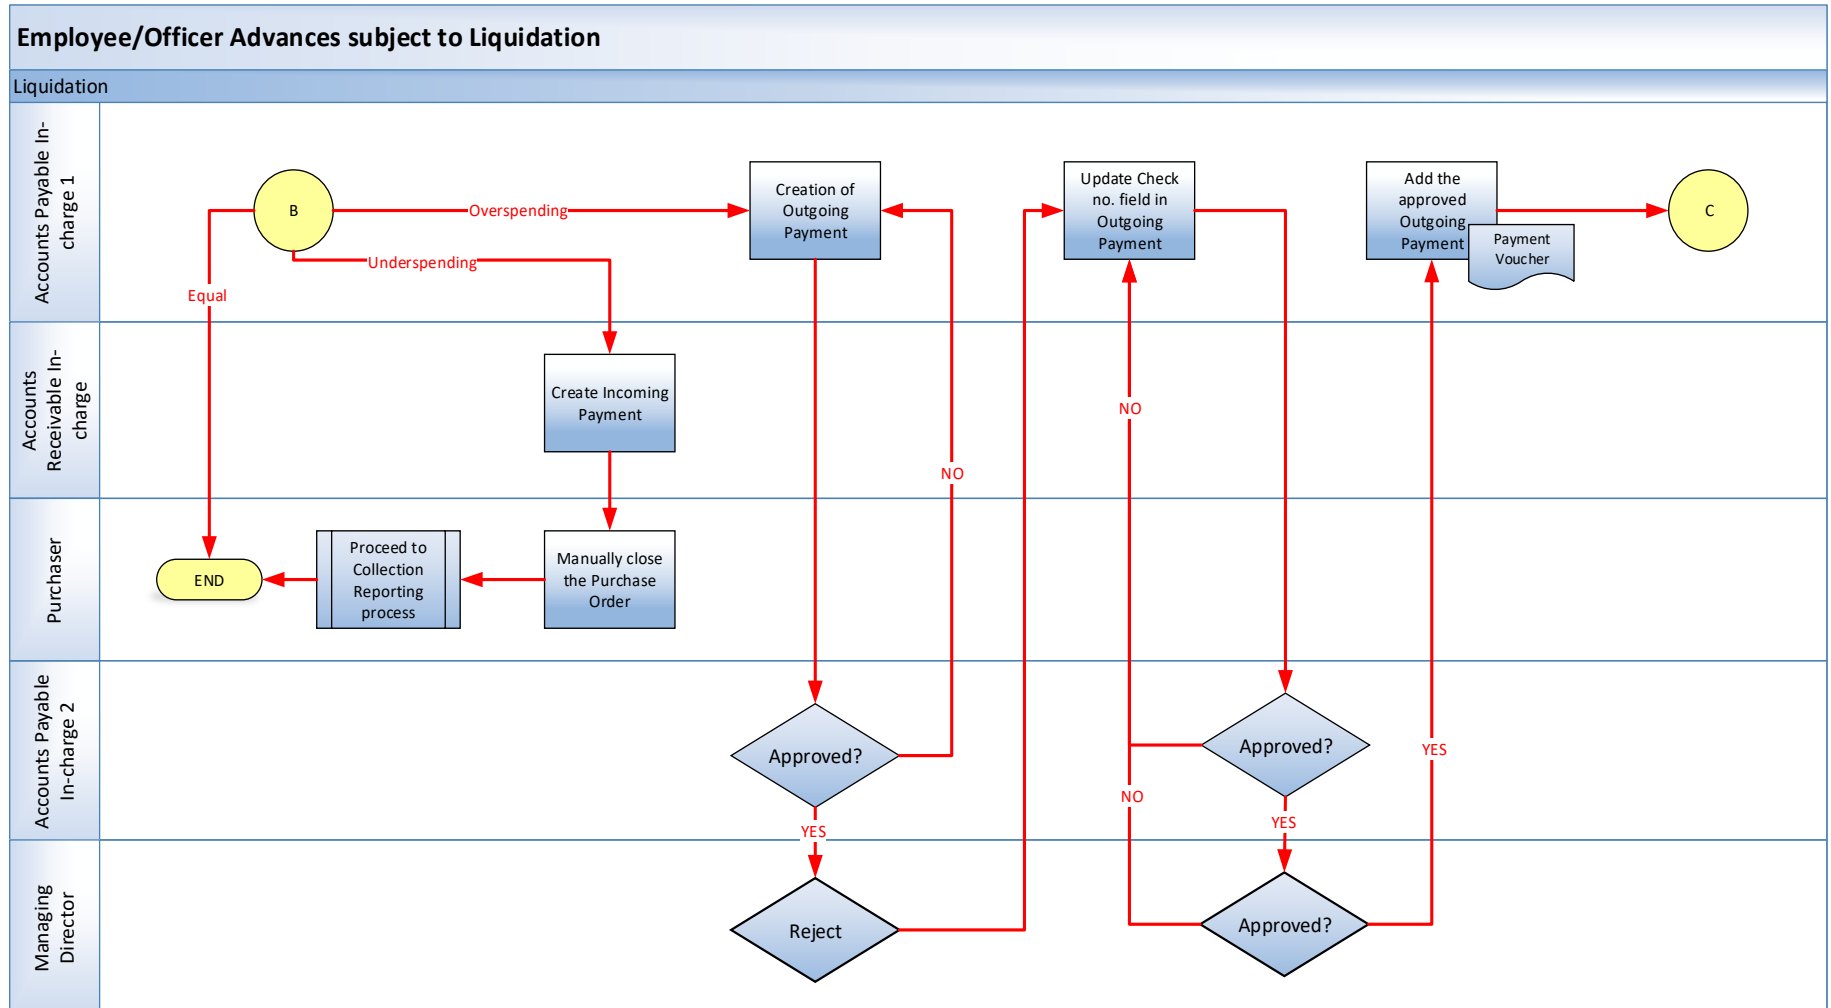 Employee/Officer Advances subject to Liquidation
Liquidation
Accounts Payable In-
charge 1
B
Overspending
Underspending
Equal
Creation of
Outgoing
Payment
Update Check
no. field in
Outgoing
Payment
Add the
approved
Outgoing
Payment
Payment
Voucher
C
Accounts
Receivable In-
charge
Create Incoming
Payment
NO
NO
Purchaser
END
Proceed to
Collection
Reporting
process
Manually close
the Purchase
Order
Accounts Payable
In-charge 2
Approved?
Approved?
YES
NO
YES
YES
Managing
Director
Reject
Approved?